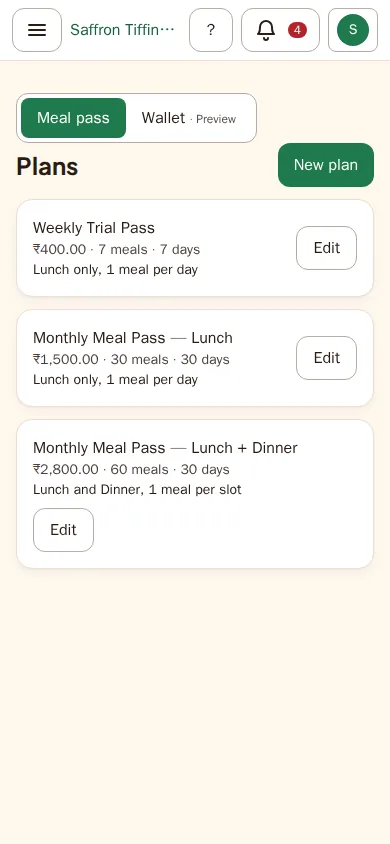 Saffron Tiffin···
?
4
S
Meal pass
Wallet · Preview
Plans
New plan
Weekly Trial Pass
₹400.00 · 7 meals · 7 days
Lunch only, 1 meal per day
Edit
Monthly Meal Pass — Lunch
₹1,500.00 · 30 meals · 30 days
Lunch only, 1 meal per day
Edit
Monthly Meal Pass — Lunch + Dinner
₹2,800.00 · 60 meals · 30 days
Lunch and Dinner, 1 meal per slot
Edit